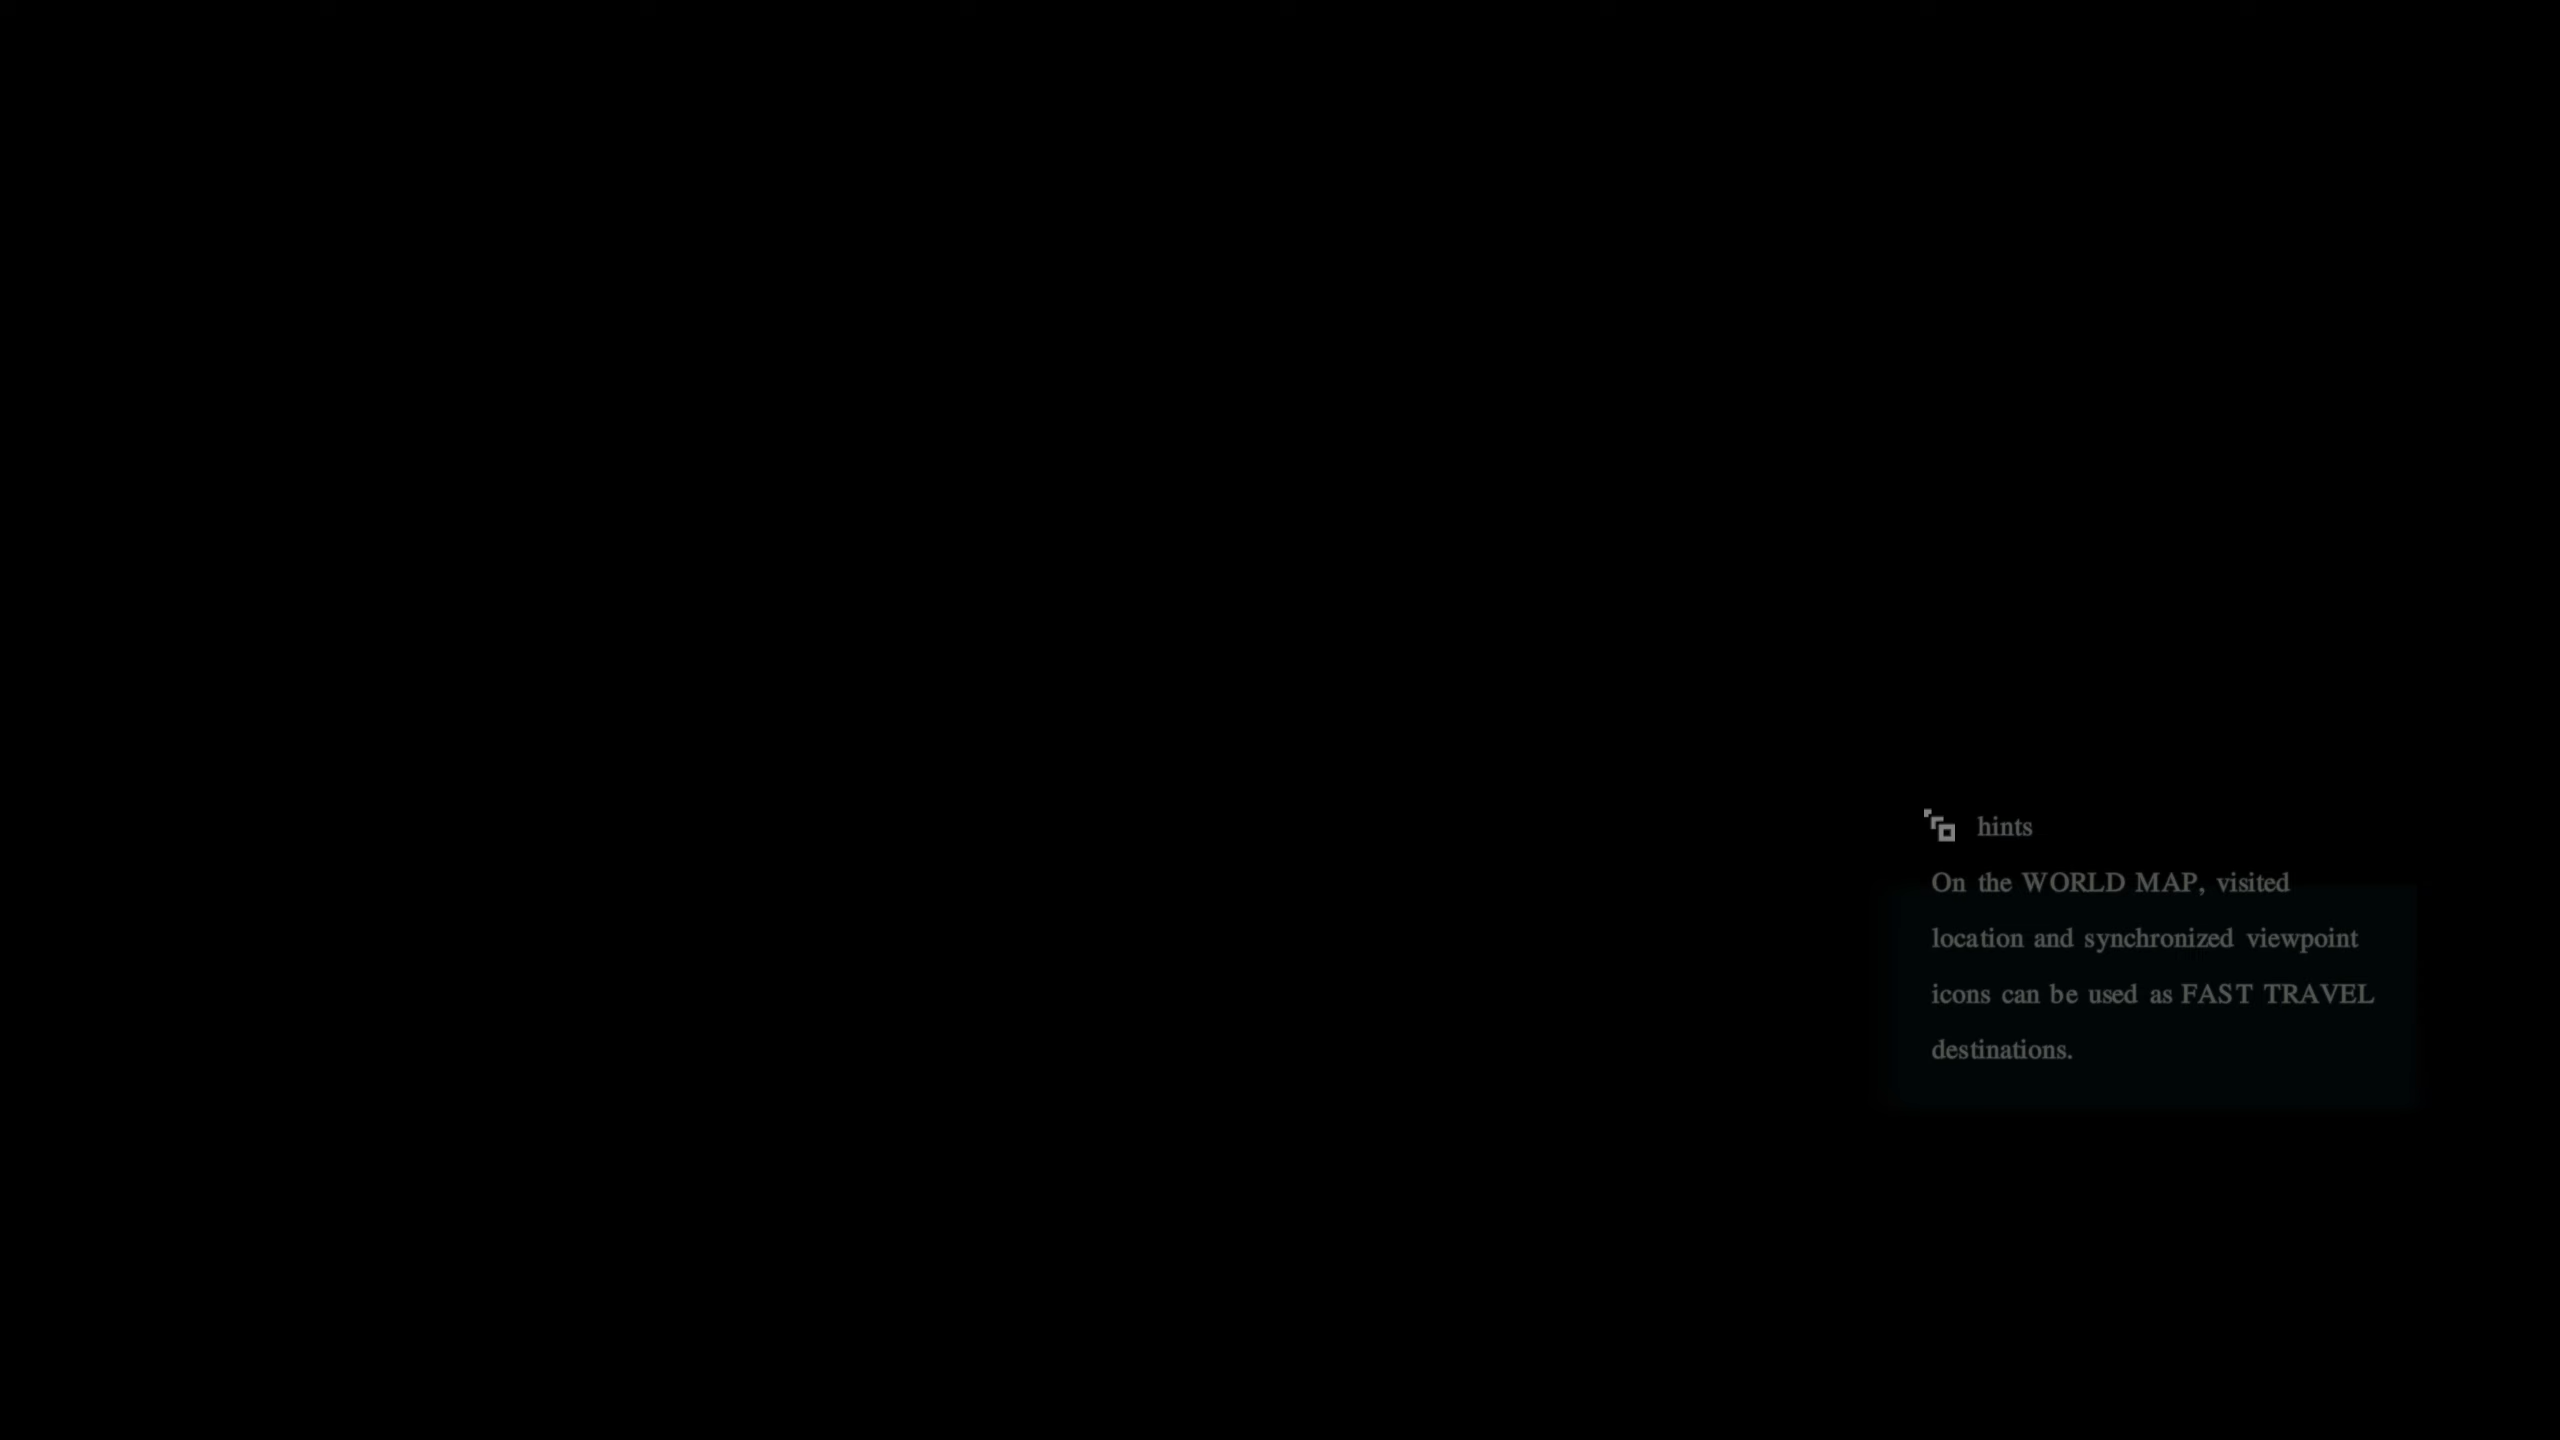 hints
On the WORLD MAP, visited
location and synchronized viewpoint
icons can be used as FAST TRAVEL
destinations.